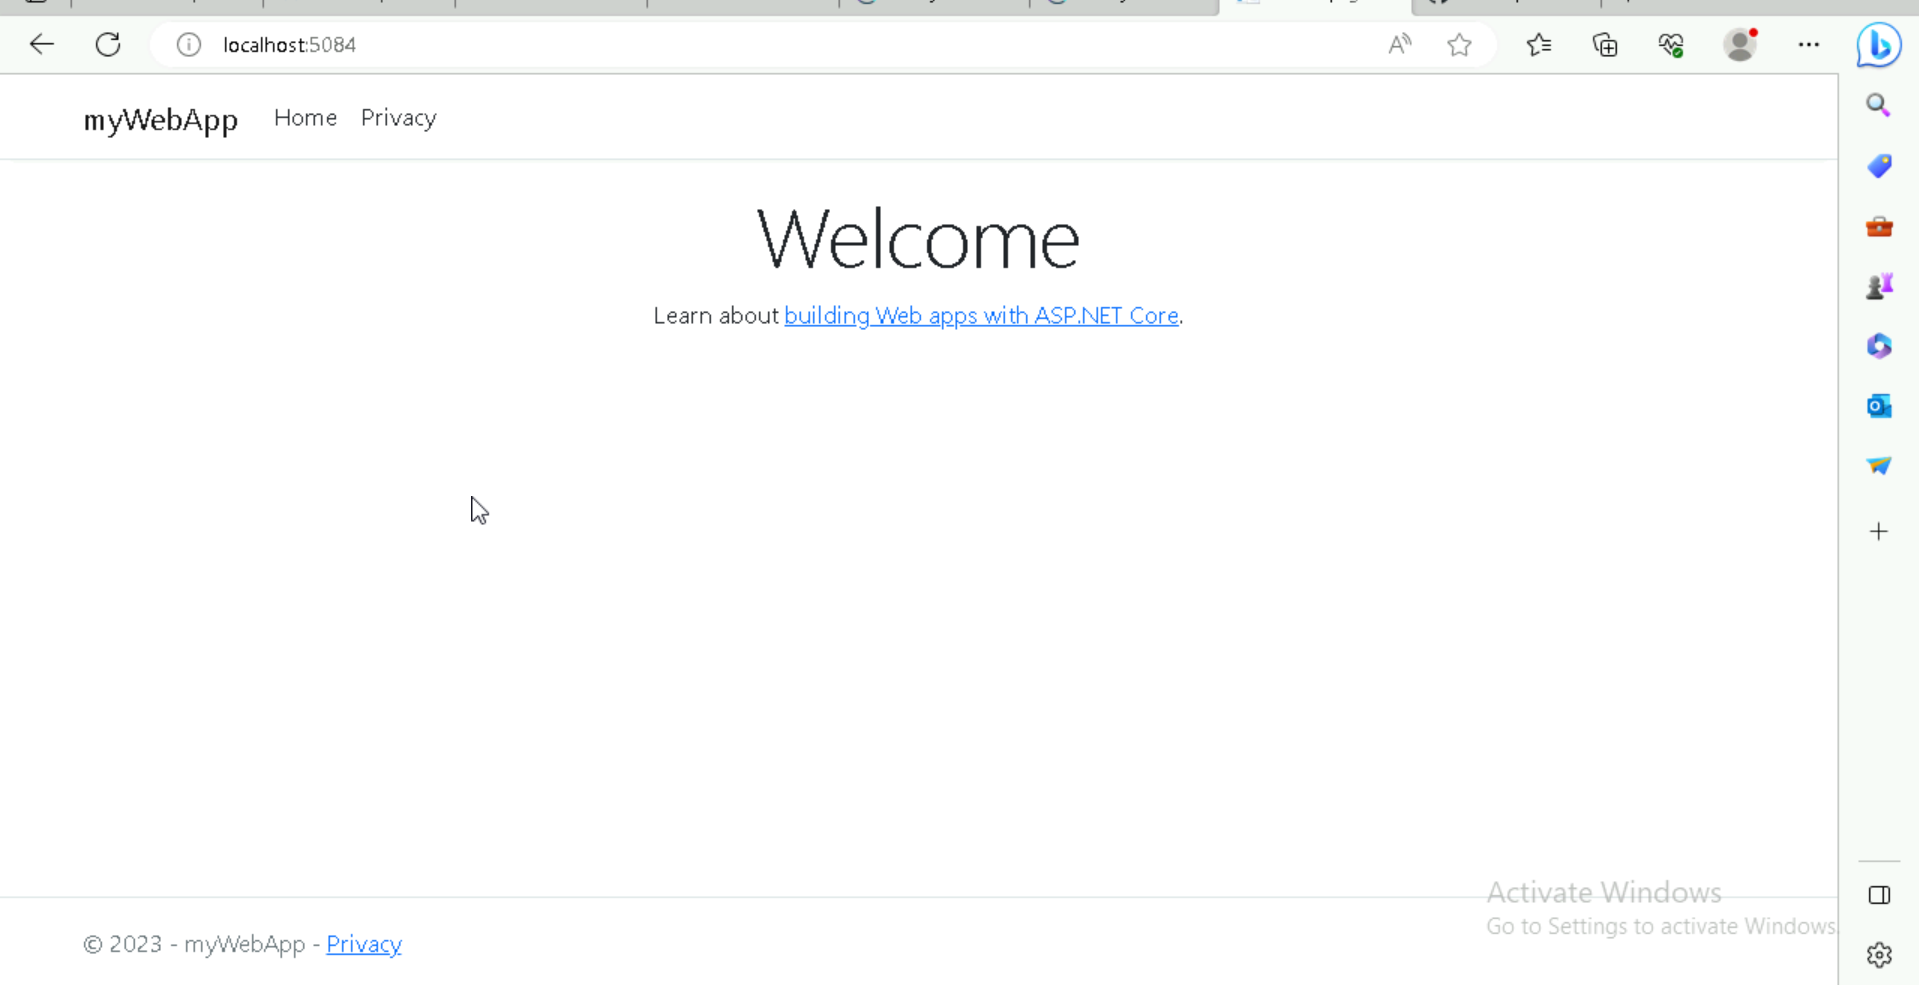 localhost:5084
myWebApp Home Privacy
Welcome
Learn about building Web apps with ASP.NET Core.
Activate Windows
Go to Settings to activate Windows.
© 2023 - myWebApp - Privacy